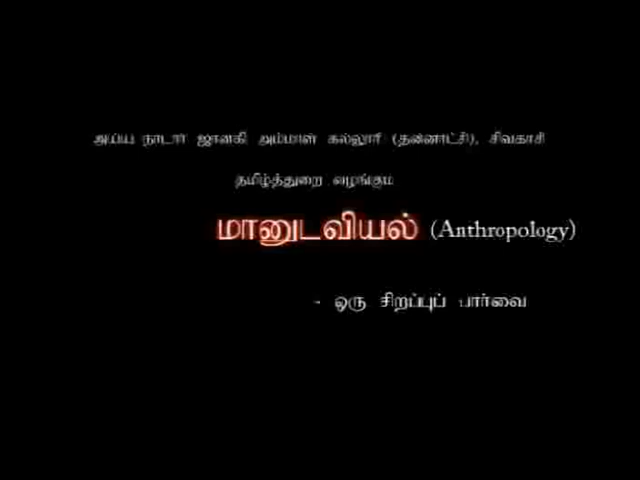 அய்ய நாடார் ஜானகி அம்மாள் கல்லூரி (தன்னாட்சி), சிவகாசி
தமிழ்த்துறை வழங்கும்
மானுடவியல் (Anthropology)
- ஒரு சிறப்புப் பார்வை